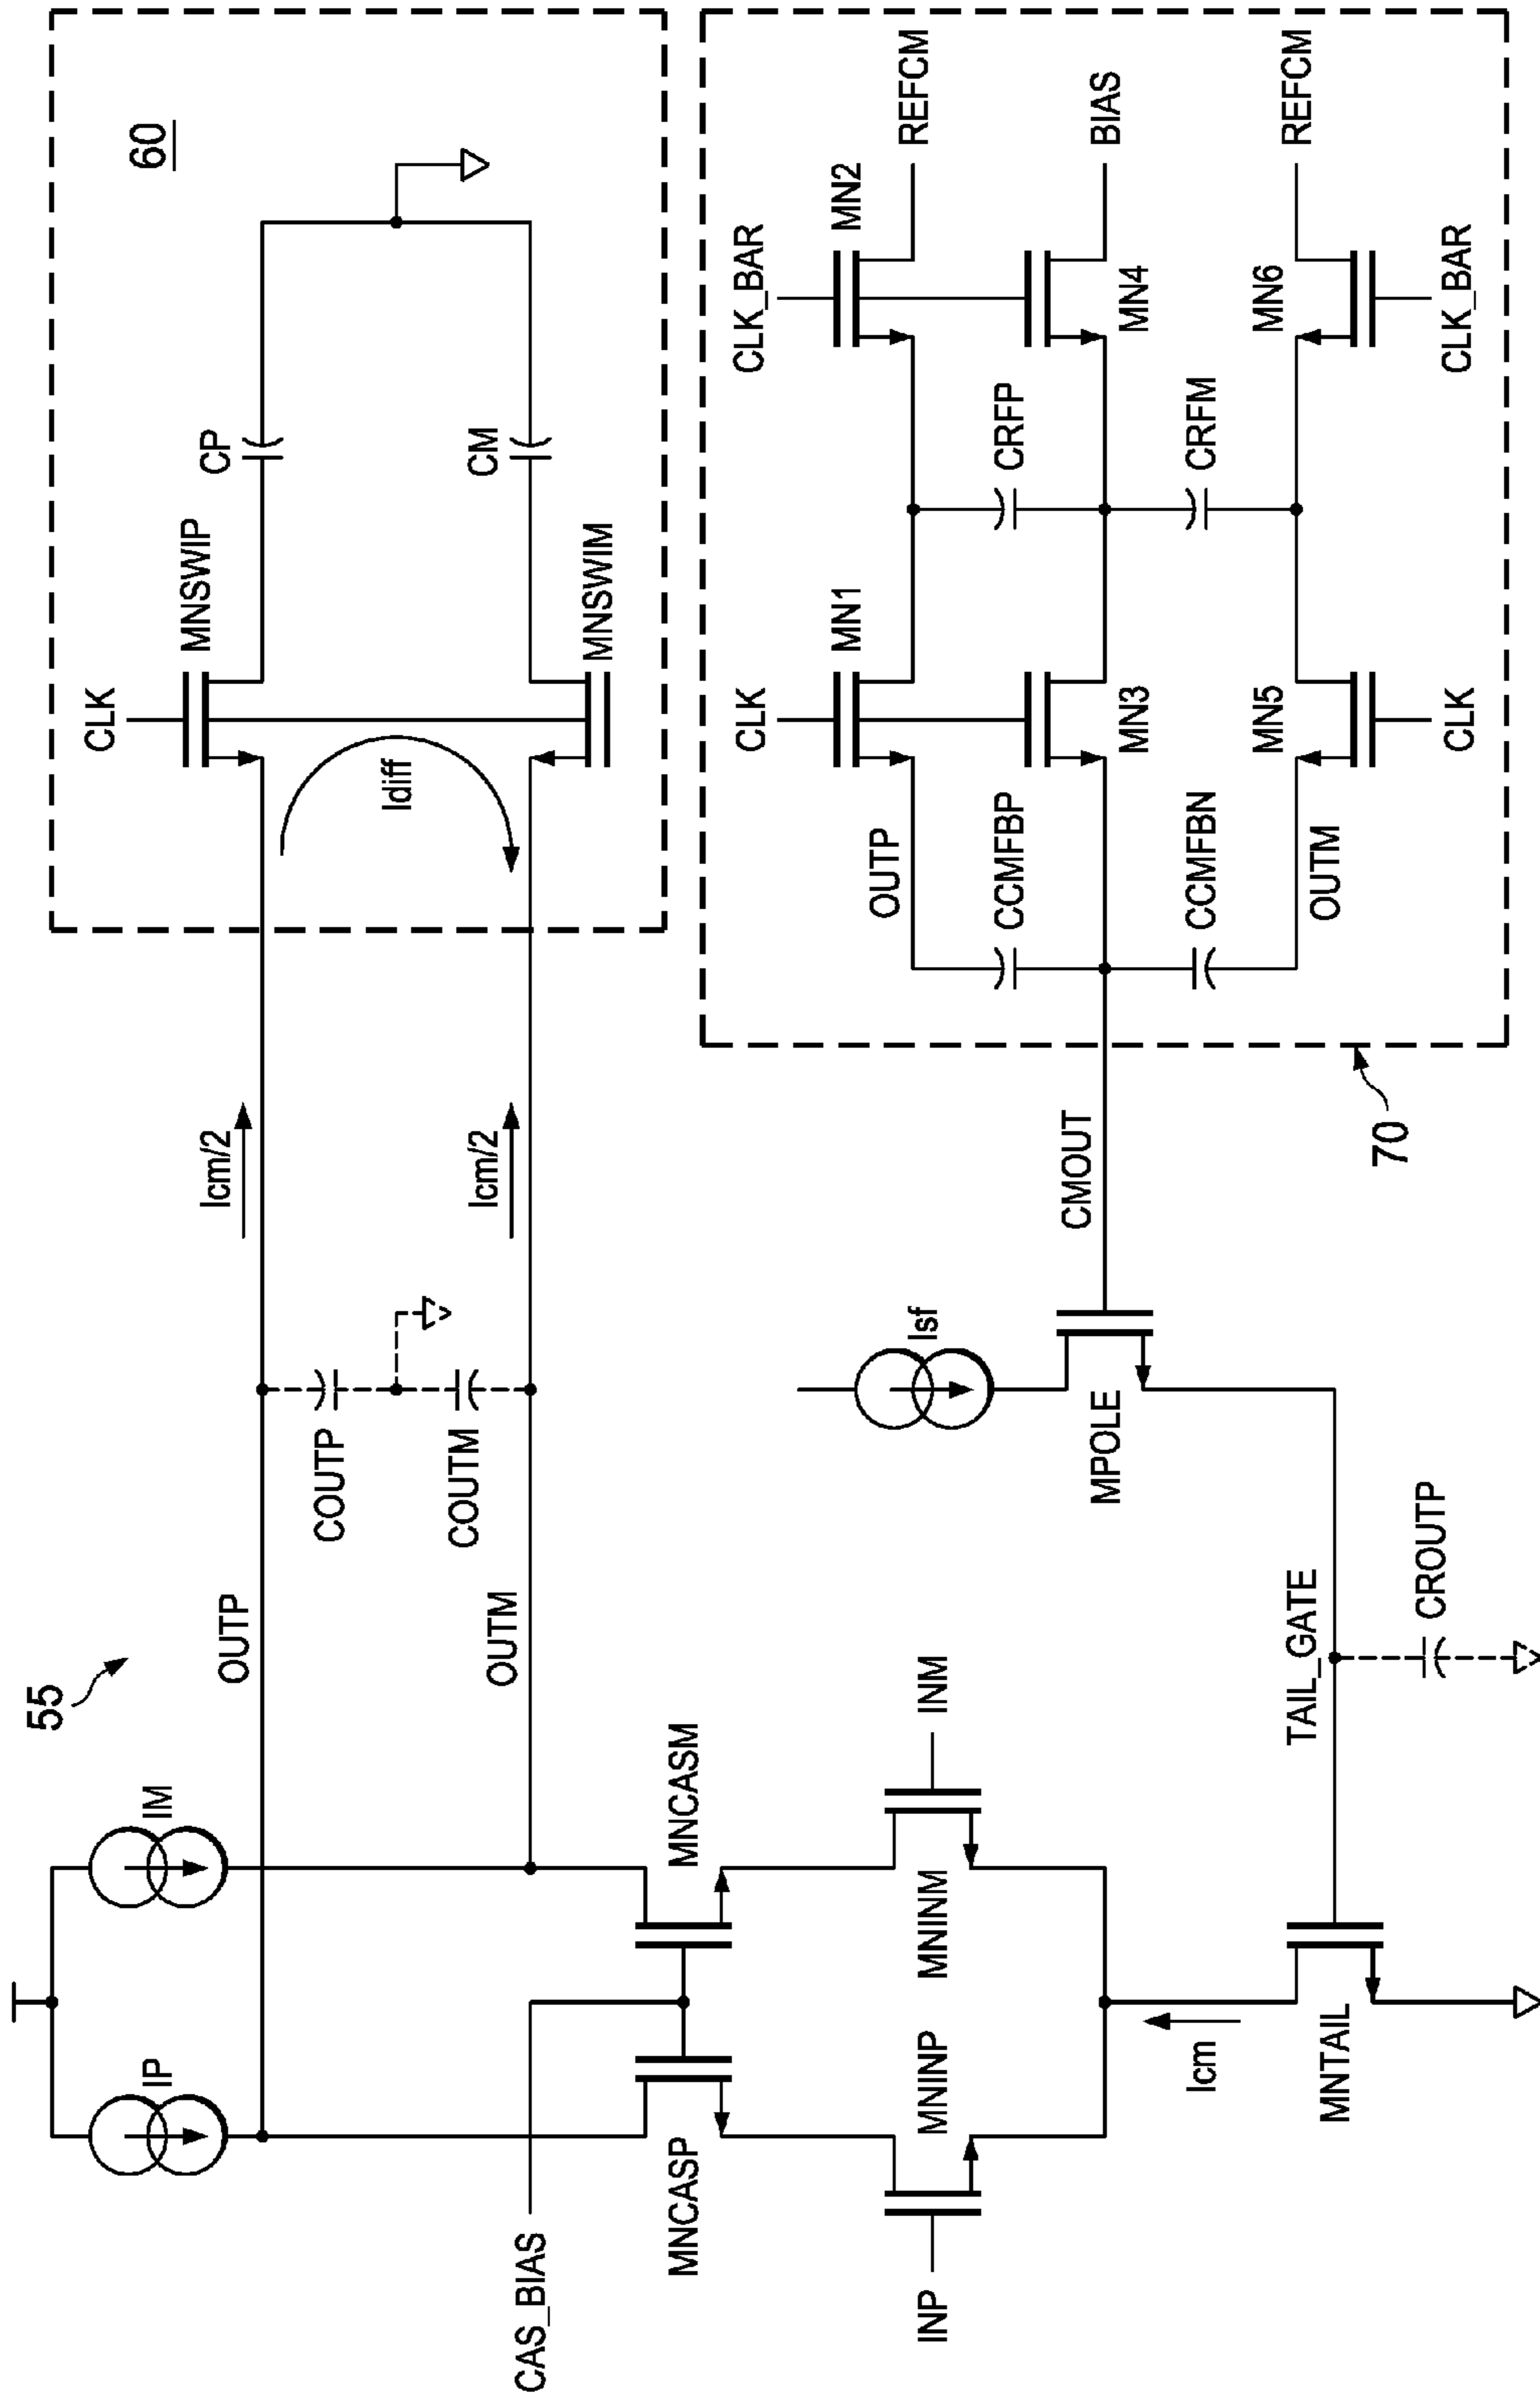 60
CLK
MNSWIP
CP
CM
MNSWIM
Idiff
Icm/2
Icm/2
55
OUTP
OUTM
COUTP
COUTM
IM
IP
CAS_BIAS
MNCASM
MNCASP
INM
INP
MNINM
MNINP
Icm
MNTAIL
TAIL_GATE
CROUTP
Isf
MPOLE
CMOUT
70
CLK
CLK_BAR
MN1
MN2
REFCM
OUTP
CCMFBP
CRFP
MN3
MN4
BIAS
CCMFBN
CRFM
OUTM
MN5
MN6
REFCM
CLK
CLK_BAR